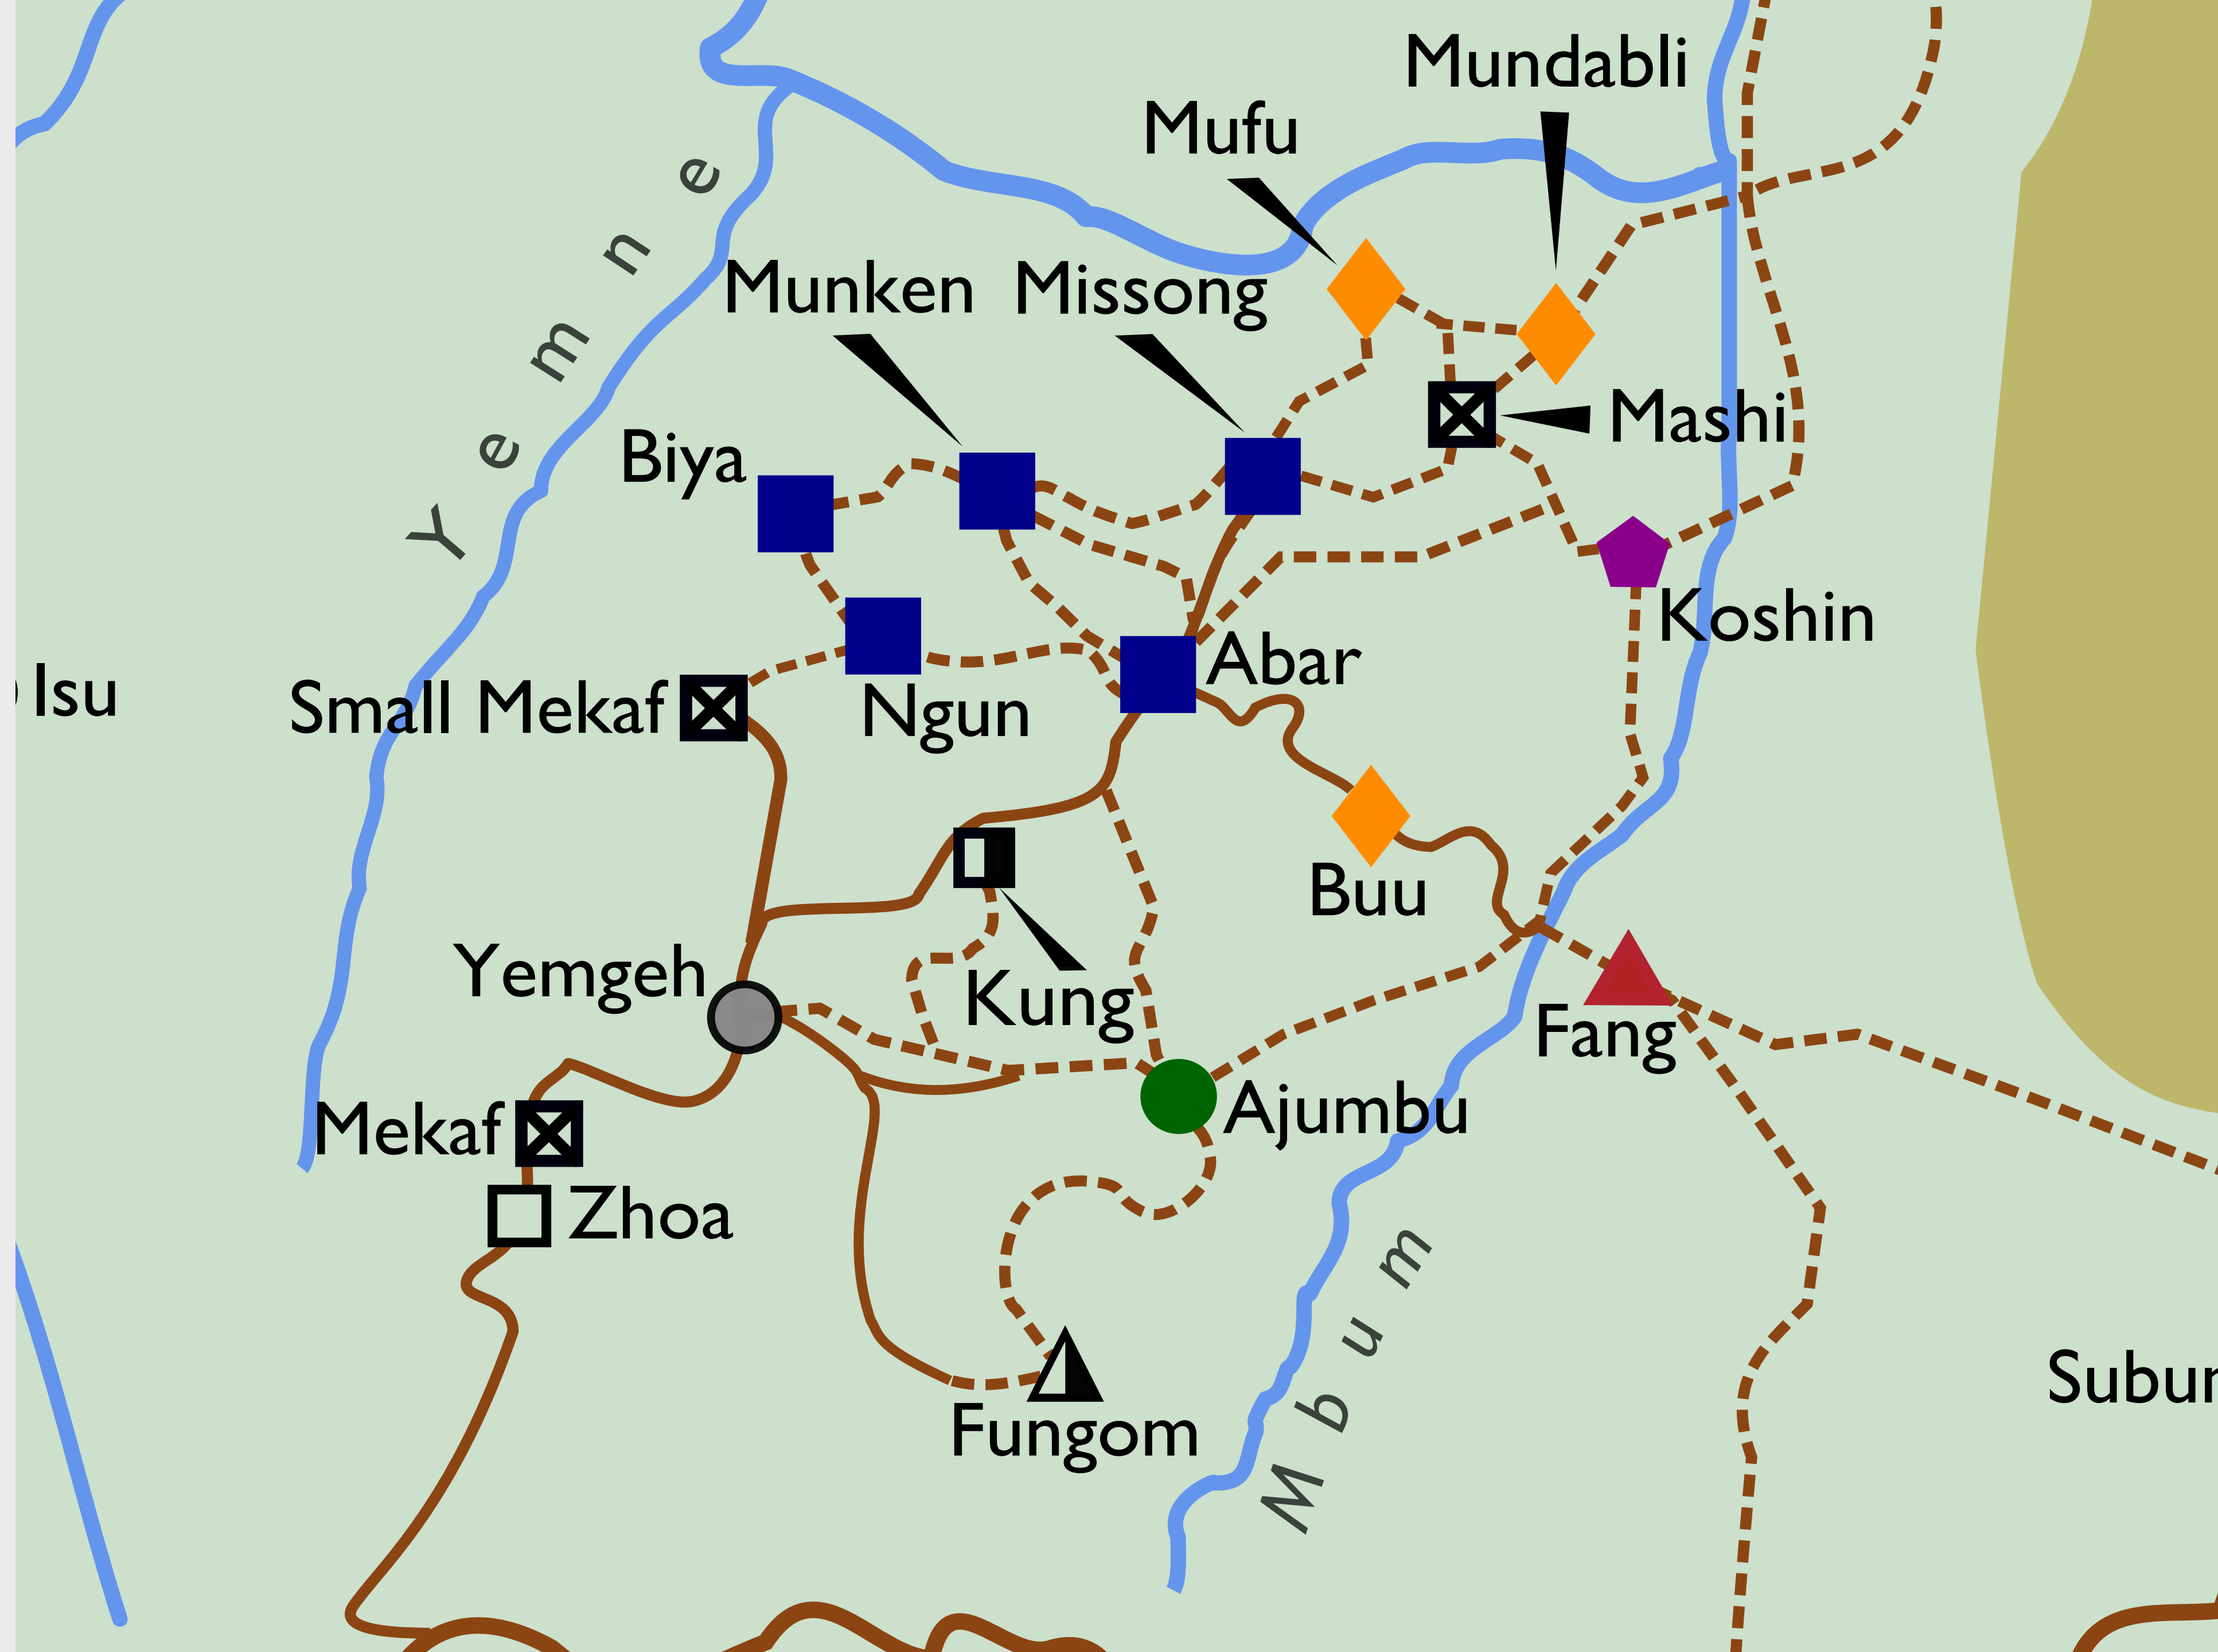 Mundabli
Mufu
Munken
Missong
Yemne
Mashi
Biya
Koshin
Abar
Isu
Small Mekaf
Ngun
Buu
Yemgeh
Kung
Fang
Mekaf
Ajumbu
Zhoa
Mbum
Fungom